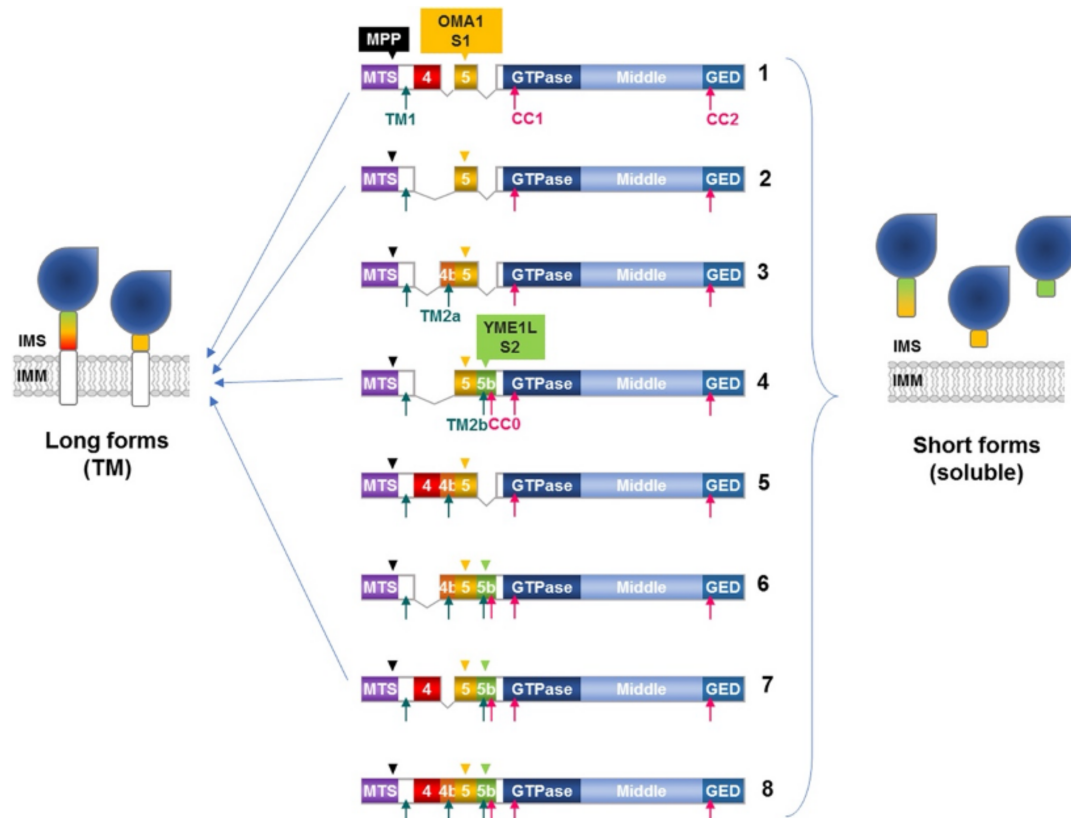 OMA1
S1
MPP
MTS 4 5 GTPase Middle GED 1
TM1 CC1 CC2
MTS 5 GTPase Middle GED 2
MTS 4b 5 GTPase Middle GED 3
TM2a
YME1L
S2
MTS 5 5b GTPase Middle GED 4
TM2b CC0
MTS 4 4b 5 GTPase Middle GED 5
MTS 4b 5 5b GTPase Middle GED 6
MTS 4 5 5b GTPase Middle GED 7
MTS 4 4b 5 5b GTPase Middle GED 8
IMS
IMM
Long forms
(TM)
IMS
IMM
Short forms
(soluble)